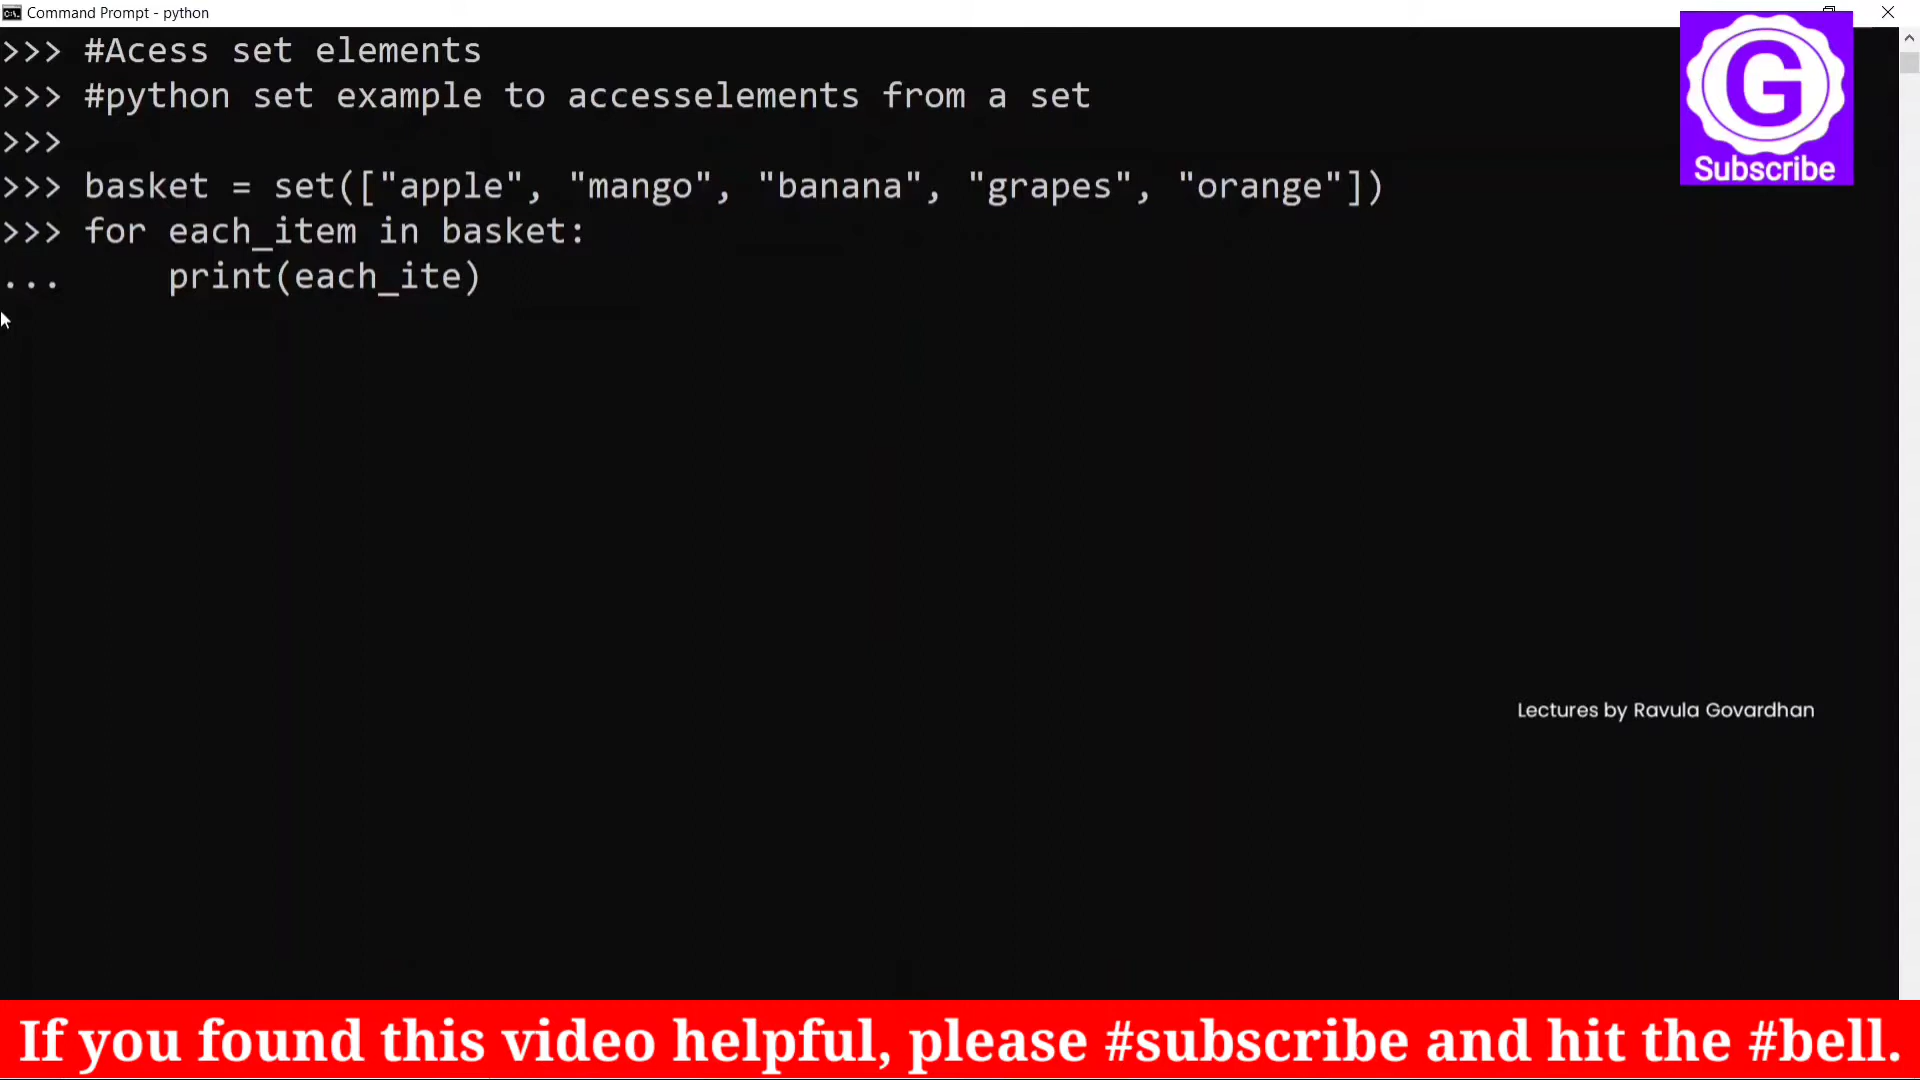 Command Prompt - python
>>> #Acess set elements
>>> #python set example to accesselements from a set
>>>
>>> basket = set(["apple", "mango", "banana", "grapes", "orange"])
>>> for each_item in basket:
...     print(each_ite)
G
Subscribe
Lectures by Ravula Govardhan
If you found this video helpful, please #subscribe and hit the #bell.